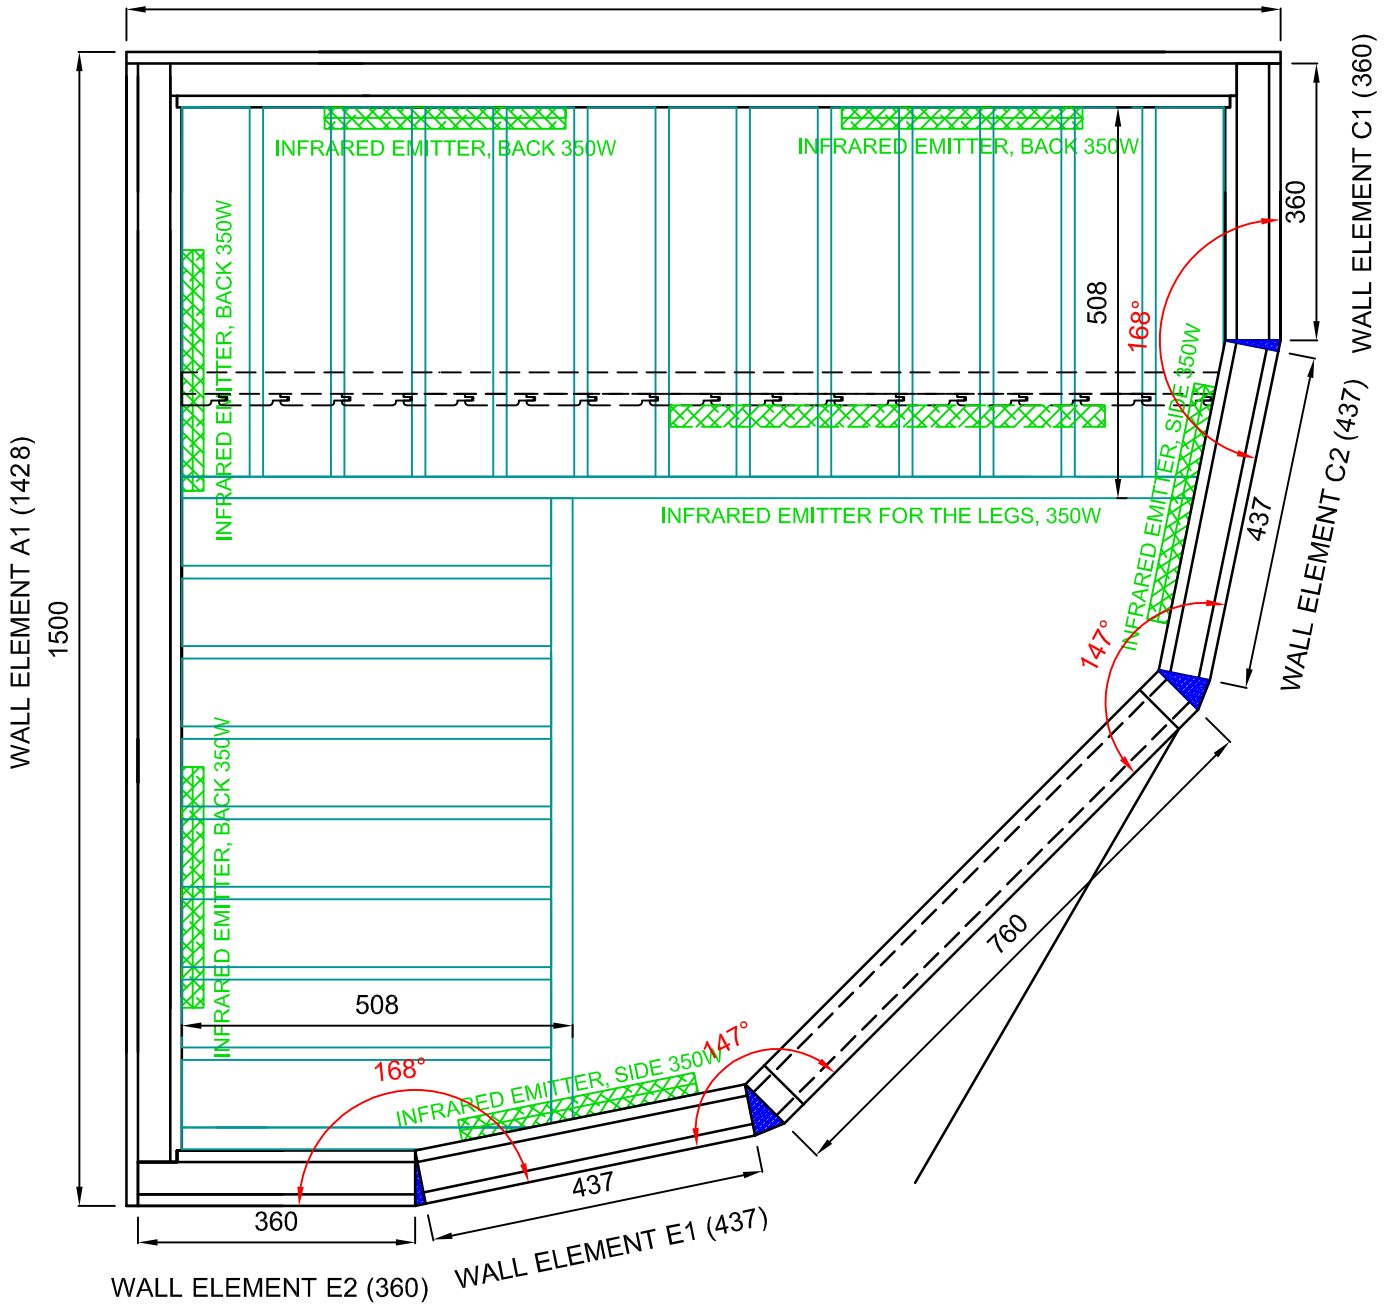 WALL ELEMENT C1 (360)
360
INFRARED EMITTER, BACK 350W
INFRARED EMITTER, BACK 350W
INFRARED EMITTER, BACK 350W
508
168°
INFRARED EMITTER, SIDE 350W
WALL ELEMENT C2 (437)
437
WALL ELEMENT A1 (1428)
1500
INFRARED EMITTER FOR THE LEGS, 350W
147°
INFRARED EMITTER, BACK 350W
760
508
168°
147°
INFRARED EMITTER, SIDE 350W
437
360
WALL ELEMENT E1 (437)
WALL ELEMENT E2 (360)